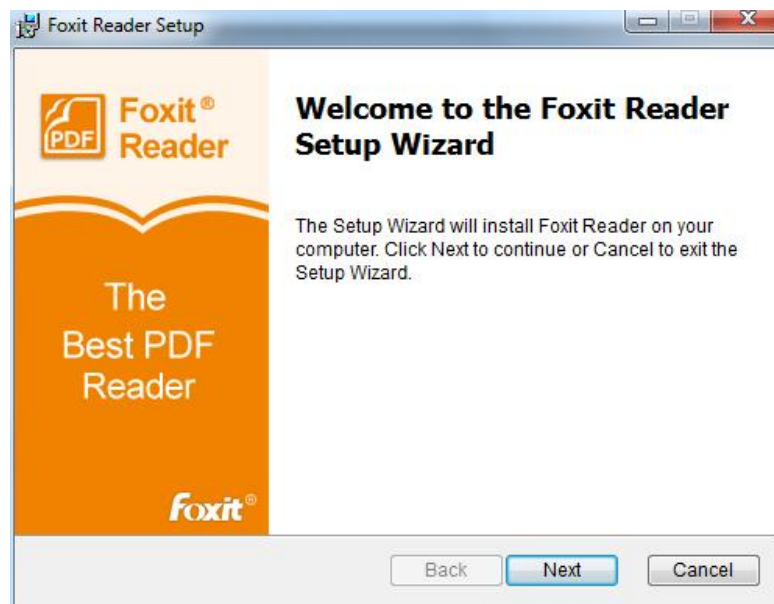 Foxit Reader Setup
Foxit®
Reader
PDF
Welcome to the Foxit Reader
Setup Wizard
The Setup Wizard will install Foxit Reader on your
computer. Click Next to continue or Cancel to exit the
Setup Wizard.
The
Best PDF
Reader
foxit®
Back
Next
Cancel